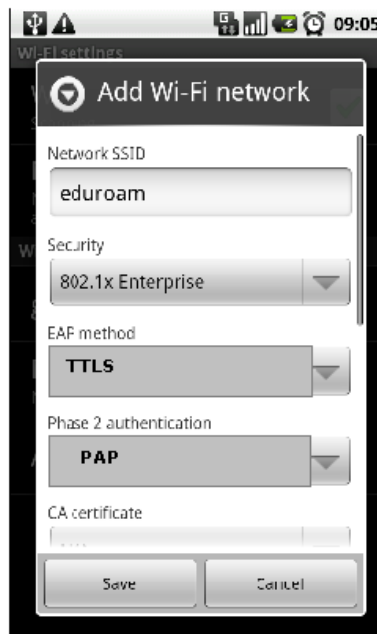 09:05
Wi-Fi settings
Add Wi-Fi network
Network SSID
eduroam
Security
802.1x Enterprise
EAP method
TTLS
Phase 2 authentication
PAP
CA certificate
Save
Cancel